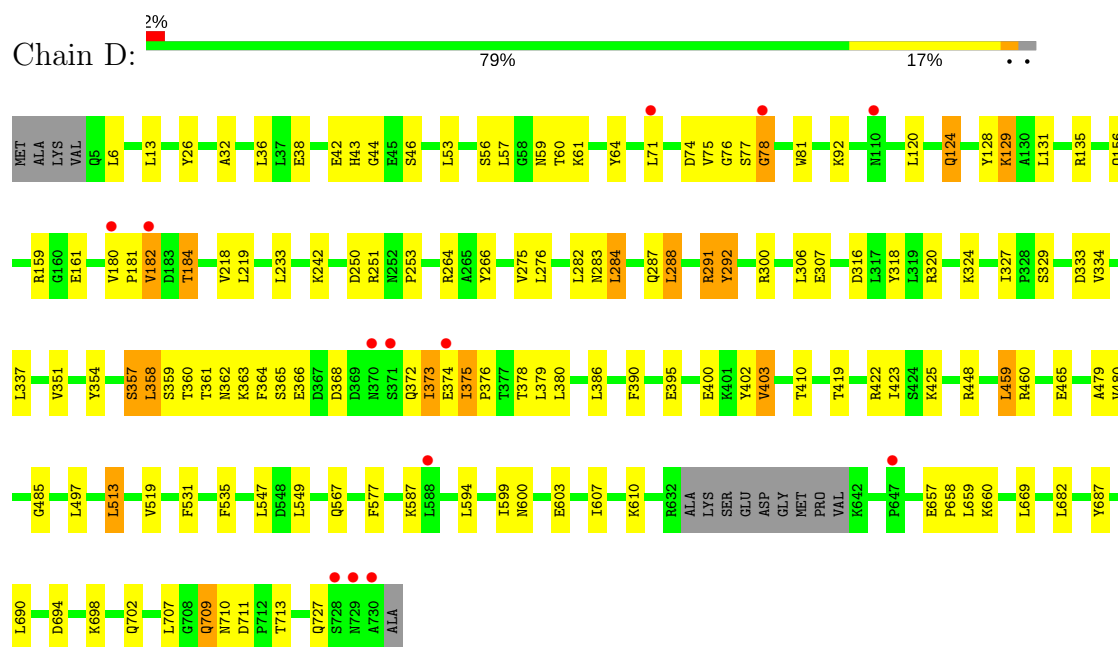 2%
Chain D:
79% 17% • •
MET ALA LYS VAL Q5 L6 L13 Y26 A32 L36 L37 E38 E42 H43 G44 E45 S46 L53 S56 L57 G58 N59 T60 K61 Y64 L71 D74 V75 G76 S77 G78 W81 K92 N110 L120 Q124 Y128 K129 A130 L131 R135
R159 G160 E161 V180 P181 V182 D183 T184 V218 L219 L233 K242 D250 R251 N252 P253 R264 A265 Y266 V275 L276 L282 N283 L284 Q287 L288 R291 Y292 R300 L306 E307 D316 L317 Y318 L319 R320 K324 I327 P328 S329 D333 V334
L337 V351 Y354 S357 L358 S359 T360 T361 N362 K363 F364 S365 E366 D367 D368 D369 N370 S371 Q372 I373 E374 I375 P376 T377 T378 L379 L380 L386 F390 E395 E400 K401 Y402 V403 T410 T419 R422 I423 S424 K425 R448 L459 R460 E465 A479 V480
G485 L497 L513 V519 F531 F535 L547 D548 L549 Q567 F577 K587 L588 L594 I599 N600 E603 I607 K610 R632 ALA LYS SER GLU ASP GLY MET PRO VAL K642 P647 E657 P658 L659 K660 L669 L682 Y687
L690 D694 K698 Q702 L707 G708 Q709 N710 D711 P712 T713 Q727 S728 N729 A730 ALA